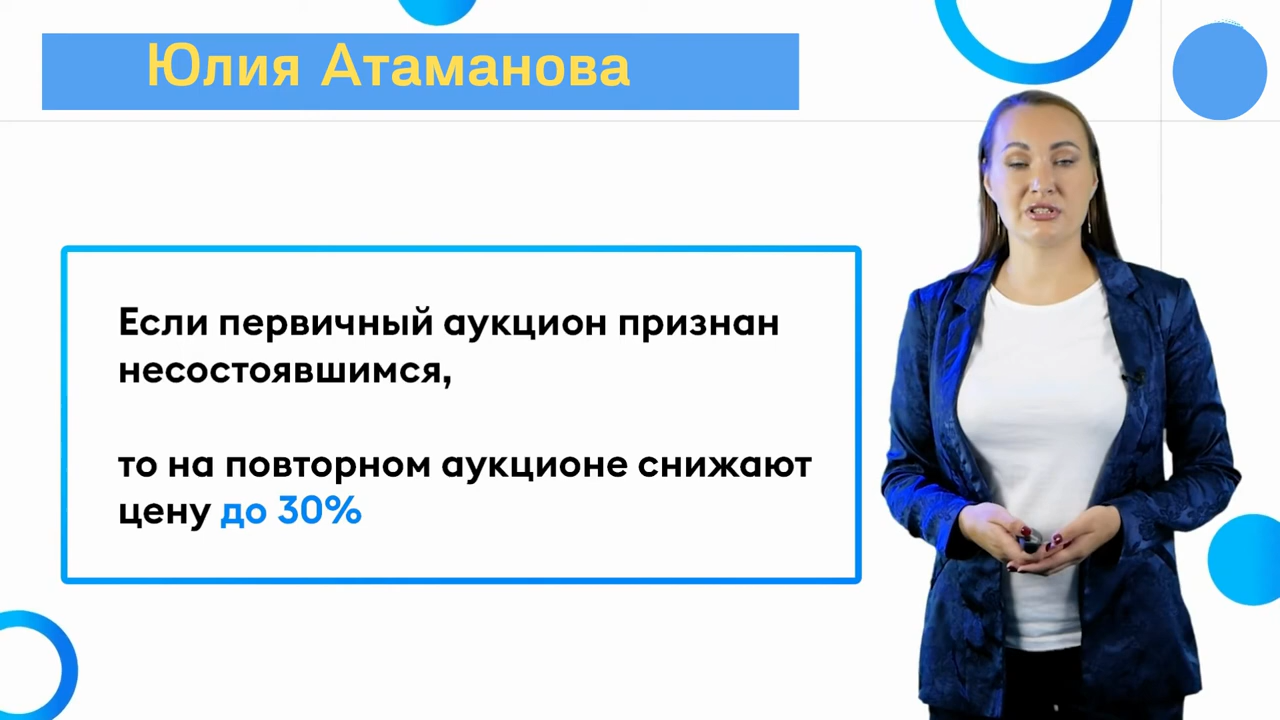 Юлия Атаманова
Если первичный аукцион признан
несостоявшимся,
то на повторном аукционе снижают
цену до 30%